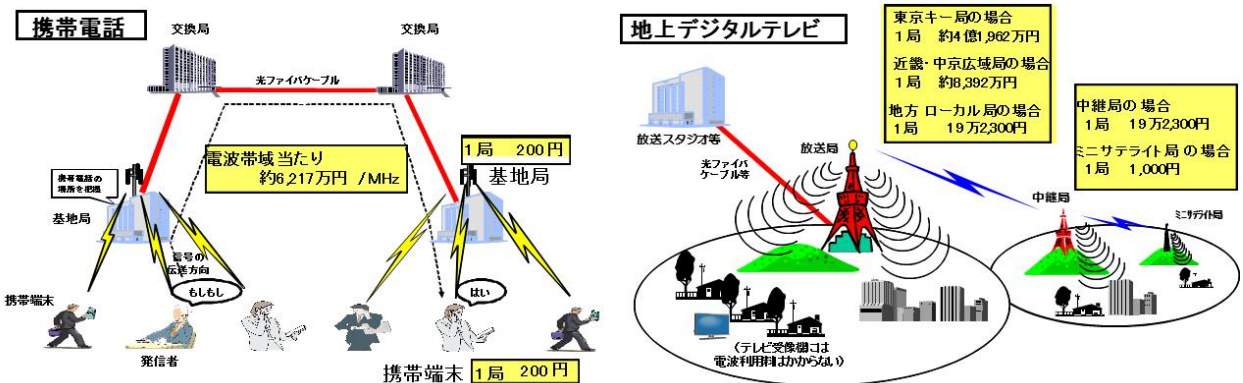 携帯電話
交換局
交換局
光ファイバケーブル
電波帯域当たり
約6,217万円 /MHz
1局 200円
基地局
携帯電話の
場所を把握
基地局
信号の
伝送方向
もしもし
はい
携帯端末
発信者
携帯端末 1局 200円
地上デジタルテレビ
東京キー局の場合
1局 約4億1,962万円
近畿・中京広域局の場合
1局 約8,392万円
地方 ローカル局の場合
1局 19万2,300円
放送スタジオ等
光ファイバ
ケーブル等
放送局
中継局の場合
1局 19万2,300円
ミニサテライト局 の場合
1局 1,000円
中継局
ミニサテライト局
(テレビ受像機には
電波利用料はかからない)